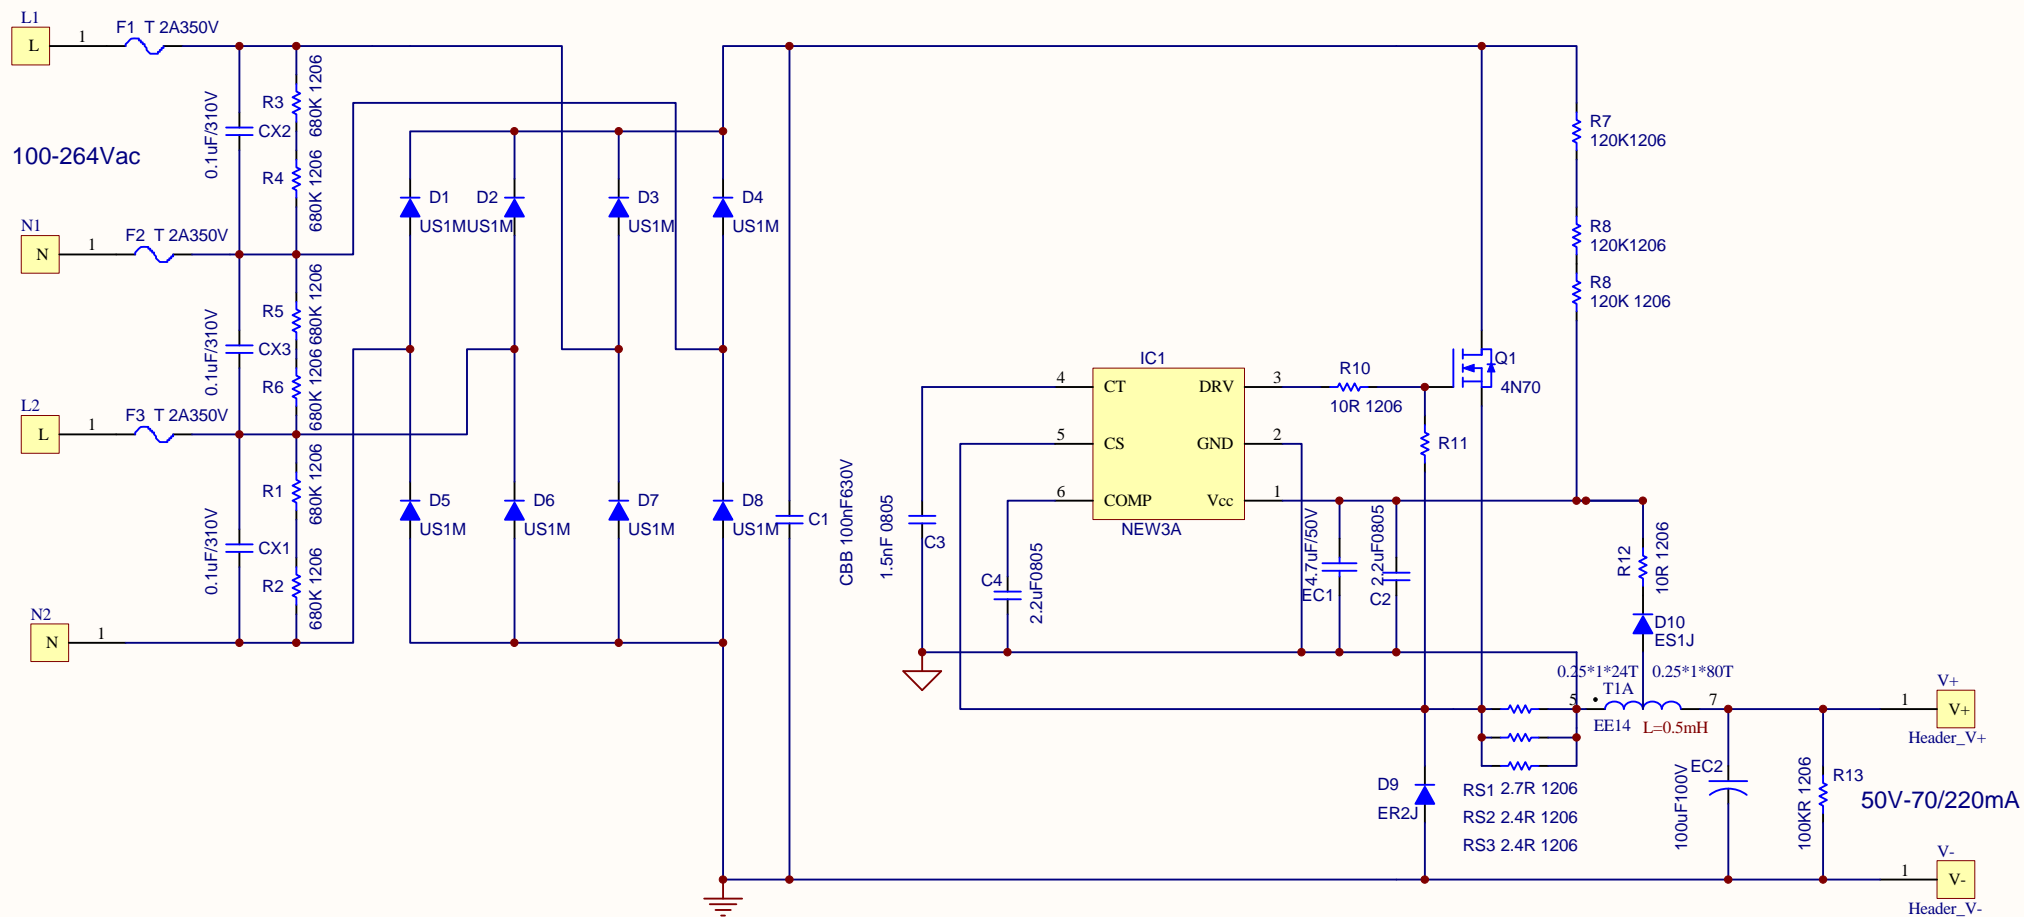 L1
L
1
F1 T 2A350V
0.1uF/310V
CX2
R3
680K 1206
R4
680K 1206
100-264Vac
N1
N
1
F2 T 2A350V
0.1uF/310V
CX3
R5
680K 1206
R6
680K 1206
L2
L
1
F3 T 2A350V
0.1uF/310V
CX1
R1
680K 1206
R2
680K 1206
N2
N
1
D1
US1M
D2
US1M
D3
US1M
D4
US1M
D5
US1M
D6
US1M
D7
US1M
D8
US1M
C1
CBB 100nF630V
1.5nF 0805
C3
C4
2.2uF0805
IC1
4
CT
DRV
3
5
CS
GND
2
6
COMP
Vcc
1
NEW3A
R10
10R 1206
R11
Q1
4N70
R7
120K1206
R8
120K1206
R8
120K 1206
4.7uF/50V
EC1
2.2uF0805
C2
R12
10R 1206
D10
ES1J
0.25*1*24T
0.25*1*80T
T1A
5
7
EE14
L=0.5mH
D9
ER2J
RS1 2.7R 1206
RS2 2.4R 1206
RS3 2.4R 1206
EC2
100uF100V
R13
100KR 1206
V+
1
V+
Header_V+
50V-70/220mA
V-
1
V-
Header_V-